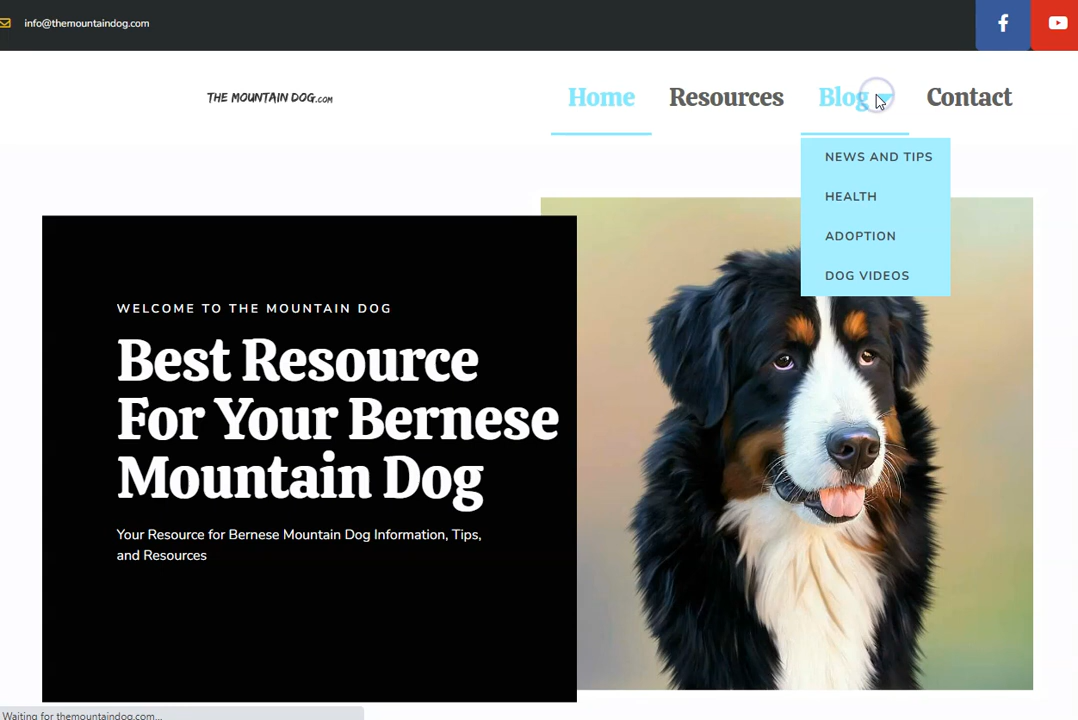 info@themountaindog.com
THE MOUNTAIN DOG.COM
Home Resources Blog Contact
NEWS AND TIPS
HEALTH
ADOPTION
DOG VIDEOS
WELCOME TO THE MOUNTAIN DOG
Best Resource
For Your Bernese
Mountain Dog
Your Resource for Bernese Mountain Dog Information, Tips,
and Resources
Waiting for themountaindog.com...